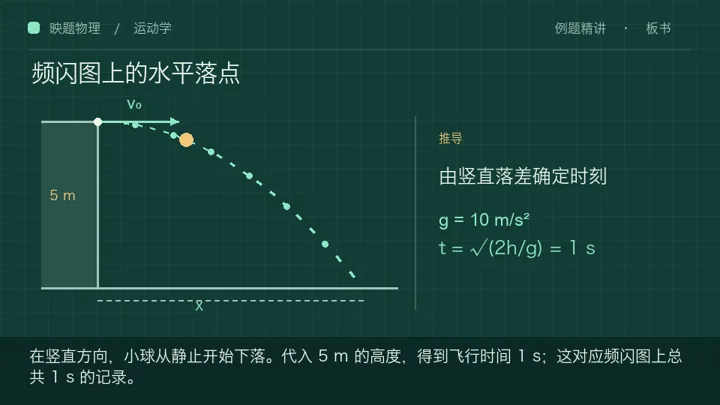 映题物理 / 运动学
例题精讲 · 板书
频闪图上的水平落点
v₀
5 m
x
推导
由竖直落差确定时刻
g = 10 m/s²
t = √(2h/g) = 1 s
在竖直方向，小球从静止开始下落。代入 5 m 的高度，得到飞行时间 1 s；这对应频闪图上总
共 1 s 的记录。